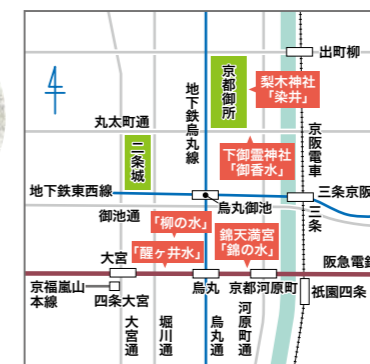 出町柳
京都御所
梨木神社
「染井」
地下鉄烏丸線
丸太町通
京阪電車
二条城
下御霊神社
「御香水」
地下鉄東西線
三条京阪
烏丸御池
三条
御池通
「柳の水」
錦天満宮
「錦の水」
「醒ヶ井水」
大宮
阪急電鉄
京福嵐山
本線
四条大宮
烏丸
京都河原町
祇園四条
大宮通
堀川通
烏丸通
河原町通